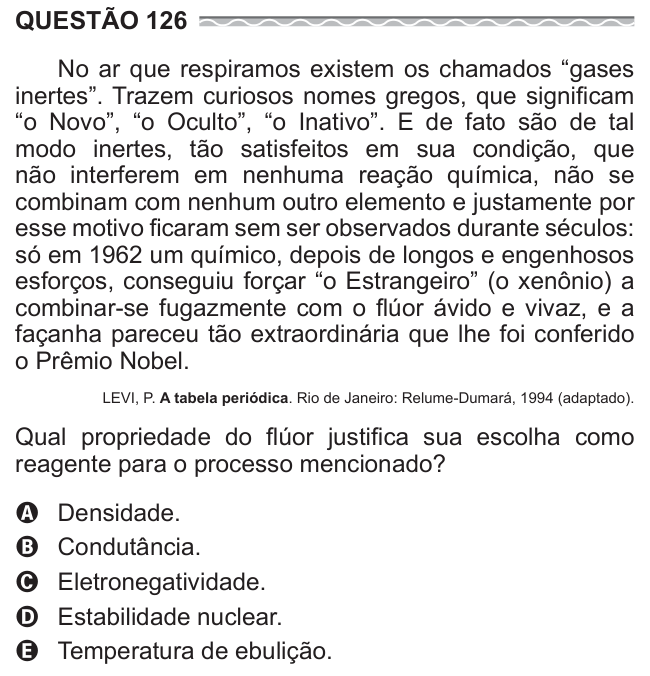 QUESTÃO 126
No ar que respiramos existem os chamados “gases
inertes”. Trazem curiosos nomes gregos, que significam
“o Novo”, “o Oculto”, “o Inativo”. E de fato são de tal
modo inertes, tão satisfeitos em sua condição, que
não interferem em nenhuma reação química, não se
combinam com nenhum outro elemento e justamente por
esse motivo ficaram sem ser observados durante séculos:
só em 1962 um químico, depois de longos e engenhosos
esforços, conseguiu forçar “o Estrangeiro” (o xenônio) a
combinar-se fugazmente com o flúor ávido e vivaz, e a
façanha pareceu tão extraordinária que lhe foi conferido
o Prêmio Nobel.
LEVI, P. A tabela periódica. Rio de Janeiro: Relume-Dumará, 1994 (adaptado).
Qual propriedade do flúor justifica sua escolha como
reagente para o processo mencionado?
A Densidade.
B Condutância.
C Eletronegatividade.
D Estabilidade nuclear.
E Temperatura de ebulição.